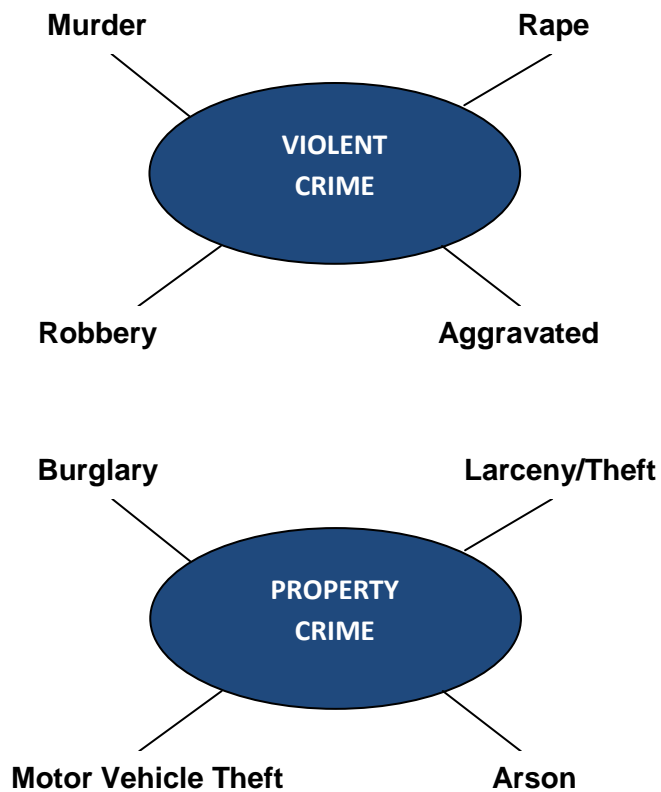 Murder
Rape
VIOLENT
CRIME
Robbery
Aggravated
Burglary
Larceny/Theft
PROPERTY
CRIME
Motor Vehicle Theft
Arson